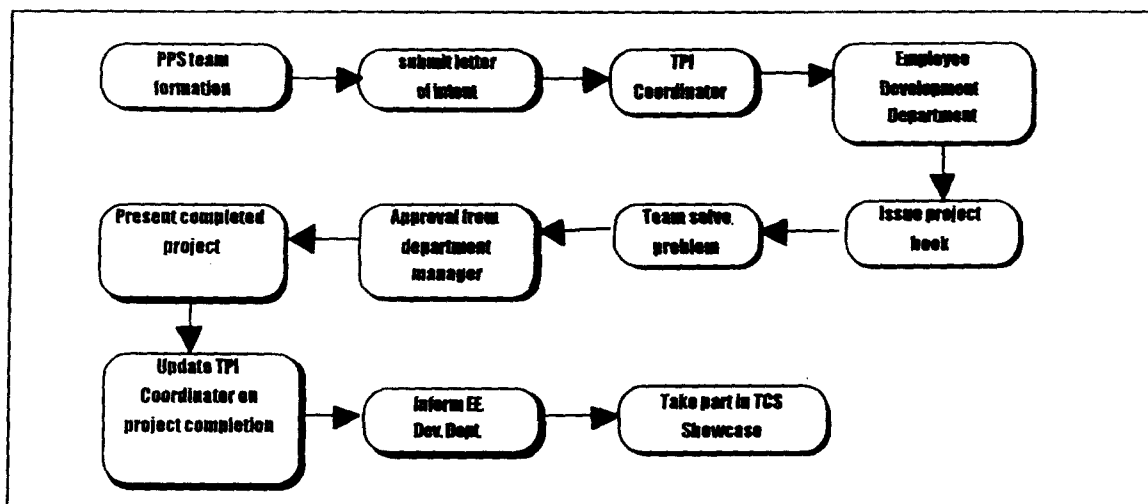 PPS team
formation
submit letter
of intent
TPI
Coordinator
Employee
Development
Department
Issue project
book
Team solve.
problem
Approval from
department
manager
Present completed
project
Update TPI
Coordinator on
project completion
Inform EE.
Dev. Dept.
Take part in TCS
Showcase